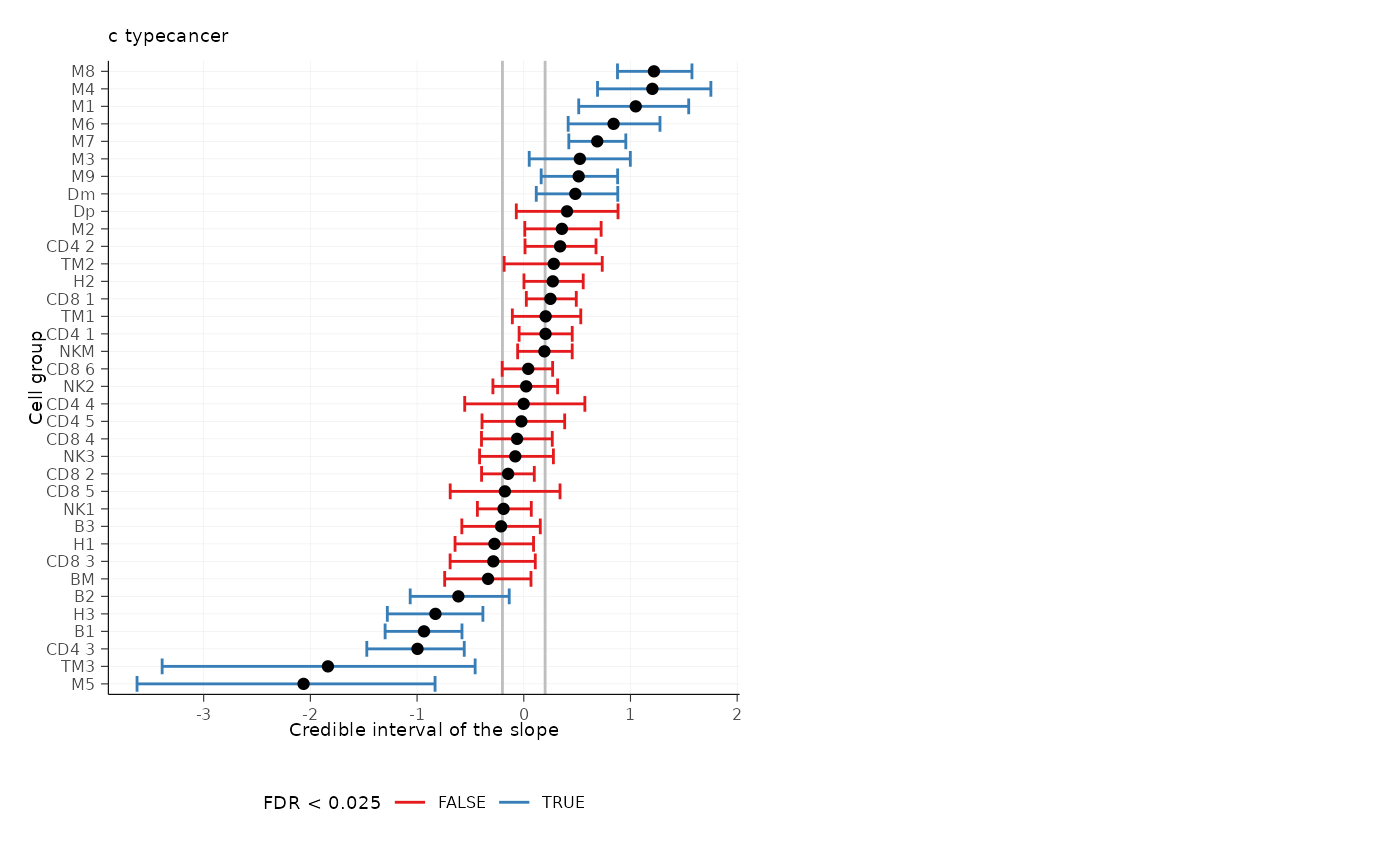 c typecancer
M8
M4
M1
M6
M7
M3
M9
Dm
Dp
M2
CD4 2
TM2
H2
CD8 1
TM1
CD4 1
NKM
CD8 6
NK2
CD4 4
CD4 5
CD8 4
NK3
CD8 2
CD8 5
NK1
B3
H1
CD8 3
BM
B2
H3
B1
CD4 3
TM3
M5
Cell group
-3 -2 -1 0 1 2
Credible interval of the slope
FDR < 0.025 FALSE TRUE